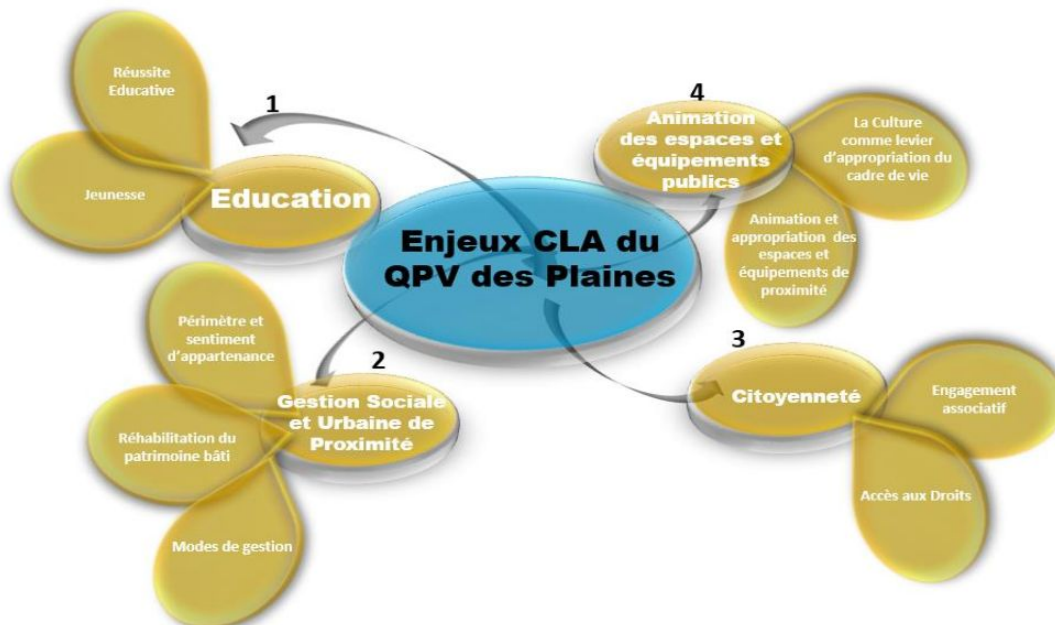 Enjeux CLA du
QPV des Plaines
1
Education
Réussite
Educative
Jeunesse
2
Gestion Sociale
et Urbaine de
Proximité
Périmètre et
sentiment
d'appartenance
Réhabilitation du
patrimoine bâti
Modes de gestion
3
Citoyenneté
Engagement
associatif
Accès aux Droits
4
Animation
des espaces et
équipements
publics
La Culture
comme levier
d'appropriation du
cadre de vie
Animation et
appropriation des
espaces et
équipements de
proximité